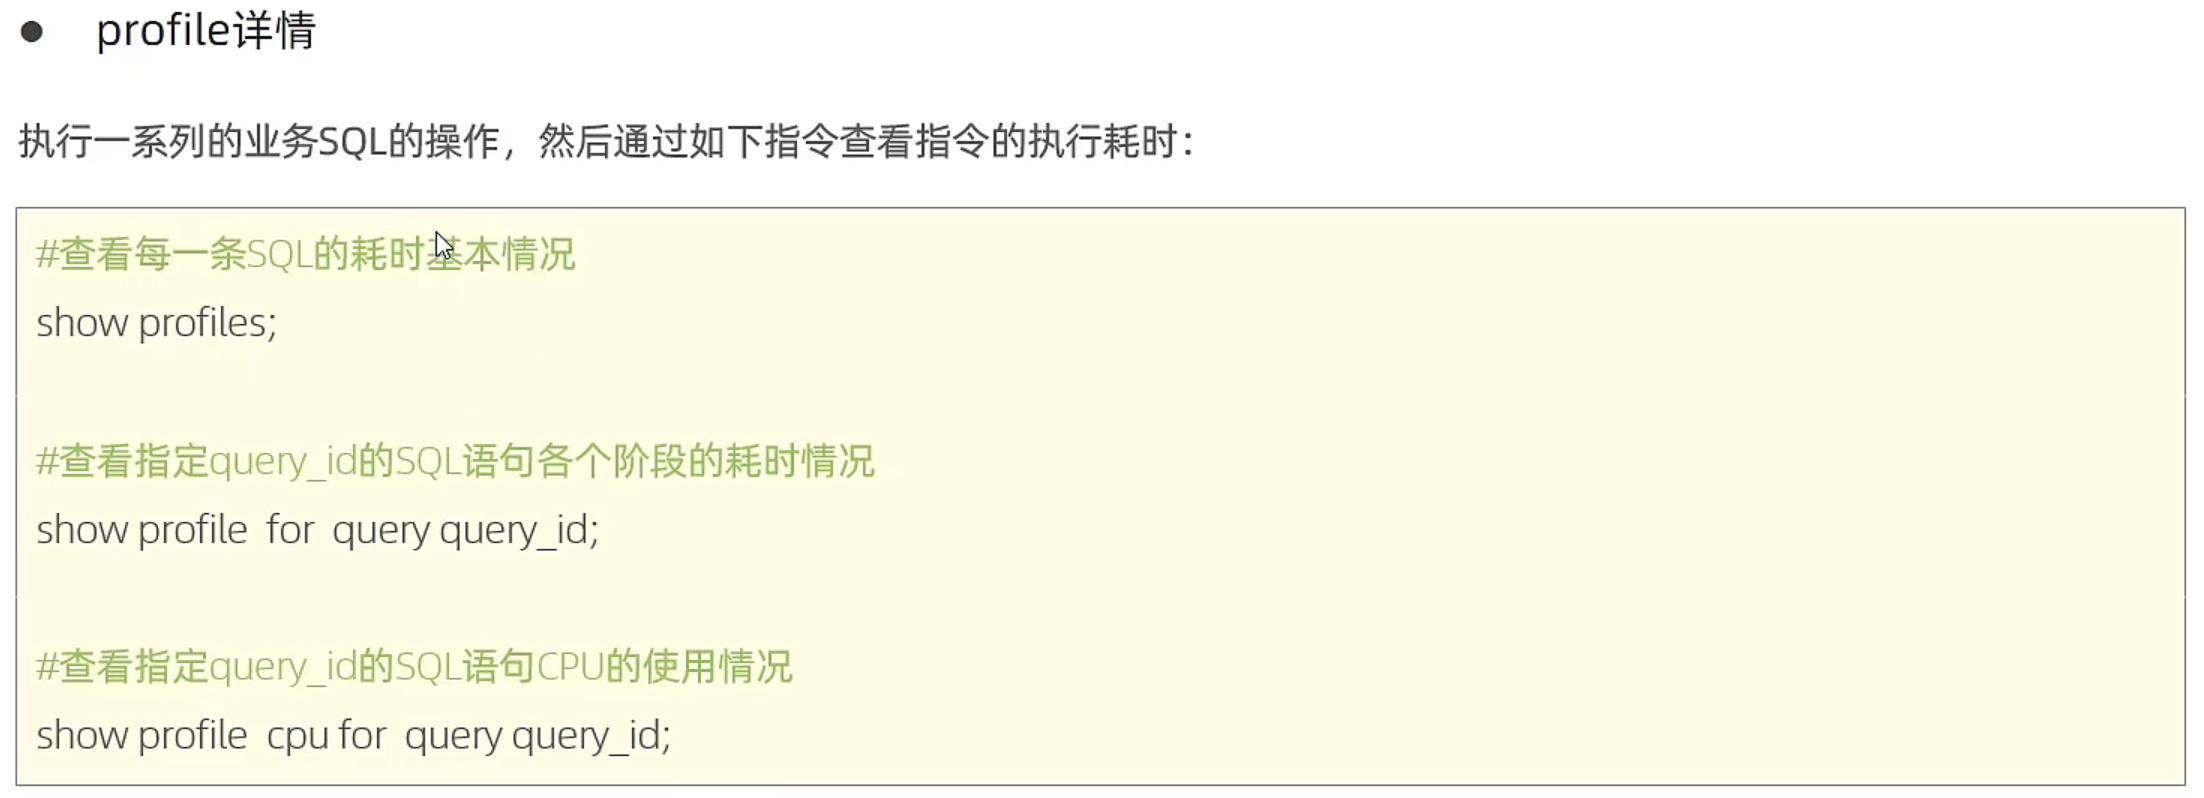 ● profile详情
执行一系列的业务SQL的操作，然后通过如下指令查看指令的执行耗时：
#查看每一条SQL的耗时基本情况
show profiles;
#查看指定query_id的SQL语句各个阶段的耗时情况
show profile for query query_id;
#查看指定query_id的SQL语句CPU的使用情况
show profile cpu for query query_id;